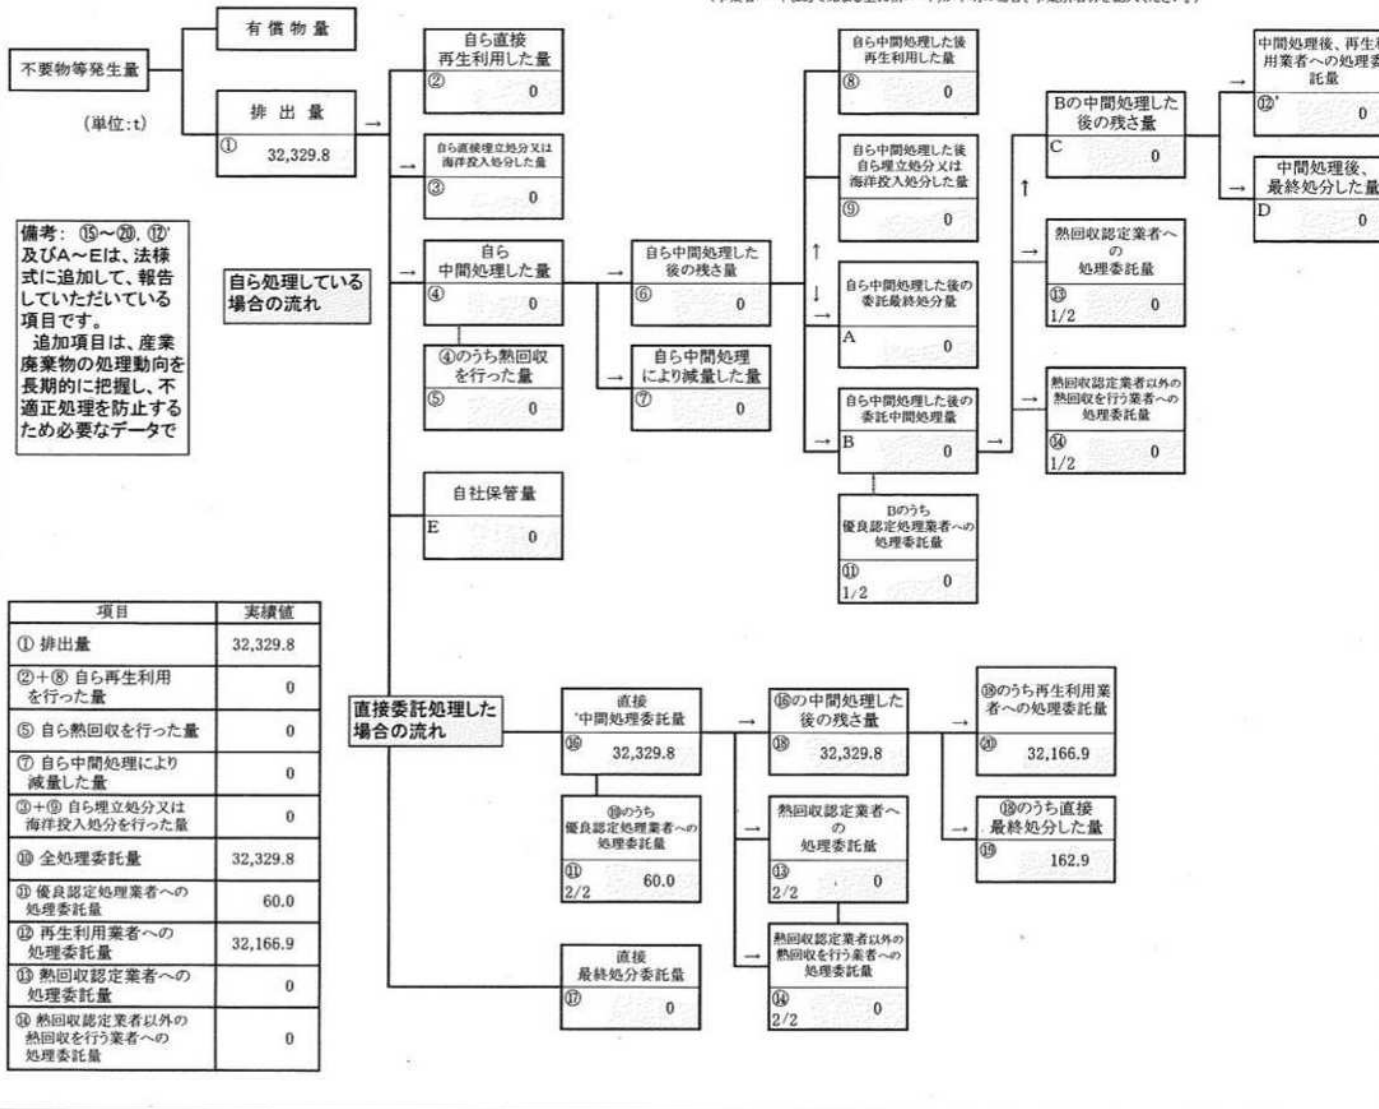 有償物量
不要物等発生量
(単位:t)
排出量
①
32,329.8
→
備考: ⑮~⑳、⑫'
及びA~Eは、法様
式に追加して、報告
していただいている
項目です。
追加項目は、産業
廃棄物の処理動向を
長期的に把握し、不
適正処理を防止する
ため必要なデータで
自ら処理している
場合の流れ
自ら直接
再生利用した量
②
0
→
自ら直接埋立処分又は
海洋投入処分した量
③
0
→
自ら
中間処理した量
④
0
④のうち熱回収
を行った量
⑤
0
自社保管量
E
0
→
自ら中間処理した
後の残さ量
⑥
0
→
自ら中間処理
により減量した量
⑦
0
自ら中間処理した後
再生利用した量
⑧
0
自ら中間処理した後
自ら埋立処分又は
海洋投入処分した量
⑨
0
↑
↓
→
自ら中間処理した後の
委託最終処分量
A
0
→
自ら中間処理した後の
委託中間処理量
B
0
Bのうち
優良認定処理業者への
処理委託量
⑪
1/2
0
→
↑
Bの中間処理した
後の残さ量
C
0
→
熱回収認定業者へ
の
処理委託量
⑬
1/2
0
→
熱回収認定業者以外の
熱回収を行う業者への
処理委託量
⑭
1/2
0
→
中間処理後、再生
用業者への処理委
託量
⑫'
0
→
中間処理後、
最終処分した量
D
0
項目 実績値
① 排出量 32,329.8
②+⑧ 自ら再生利用
を行った量 0
⑤ 自ら熱回収を行った量 0
⑦ 自ら中間処理により
減量した量 0
③+⑨ 自ら埋立処分又は
海洋投入処分を行った量 0
⑩ 全処理委託量 32,329.8
⑪ 優良認定処理業者への
処理委託量 60.0
⑫ 再生利用業者への
処理委託量 32,166.9
⑬ 熱回収認定業者への
処理委託量 0
⑭ 熱回収認定業者以外の
熱回収を行う業者への
処理委託量 0
直接委託処理した
場合の流れ
直接
中間処理委託量
⑯
32,329.8
⑩のうち
優良認定処理業者への
処理委託量
⑪
2/2
60.0
直接
最終処分委託量
⑰
0
→
⑯の中間処理した
後の残さ量
⑱
32,329.8
→
熱回収認定業者へ
の
処理委託量
⑬
2/2
0
→
熱回収認定業者以外の
熱回収を行う業者への
処理委託量
⑭
2/2
0
→
⑱のうち再生利用業
者への処理委託量
⑳
32,166.9
→
⑱のうち直接
最終処分した量
⑲
162.9